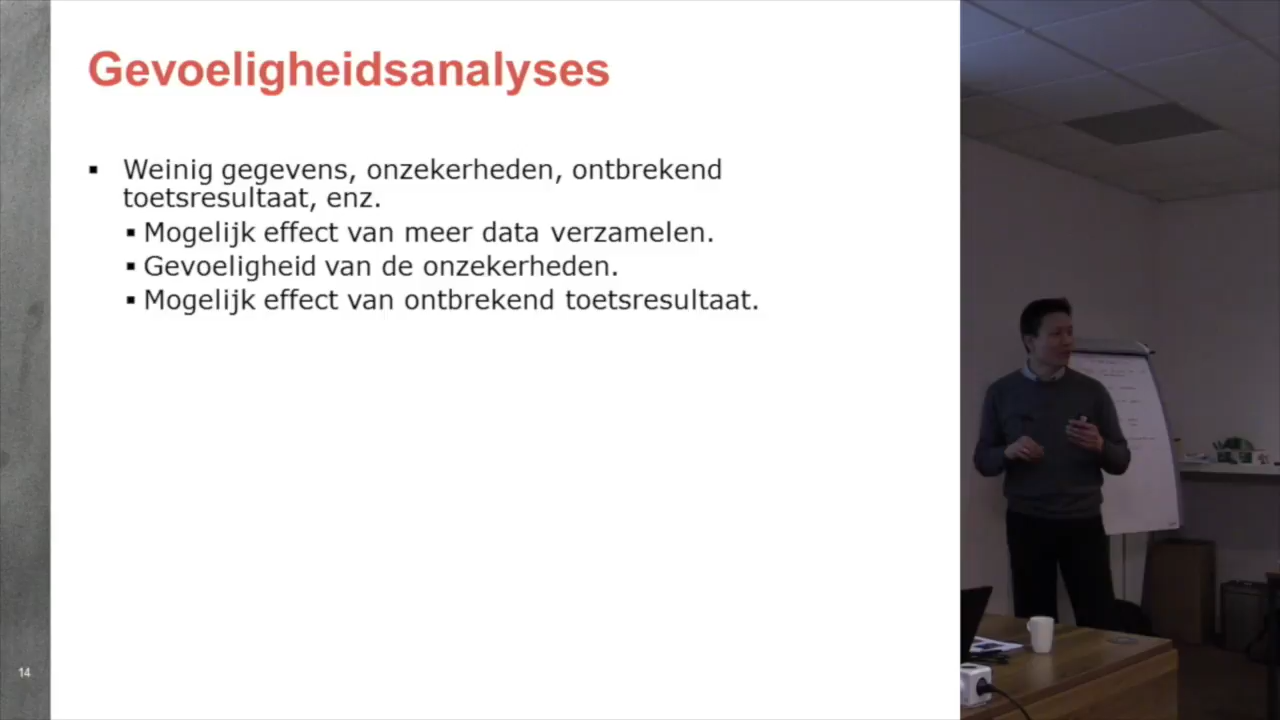 Gevoeligheidsanalyses
▪ Weinig gegevens, onzekerheden, ontbrekend
toetsresultaat, enz.
▪ Mogelijk effect van meer data verzamelen.
▪ Gevoeligheid van de onzekerheden.
▪ Mogelijk effect van ontbrekend toetsresultaat.
14